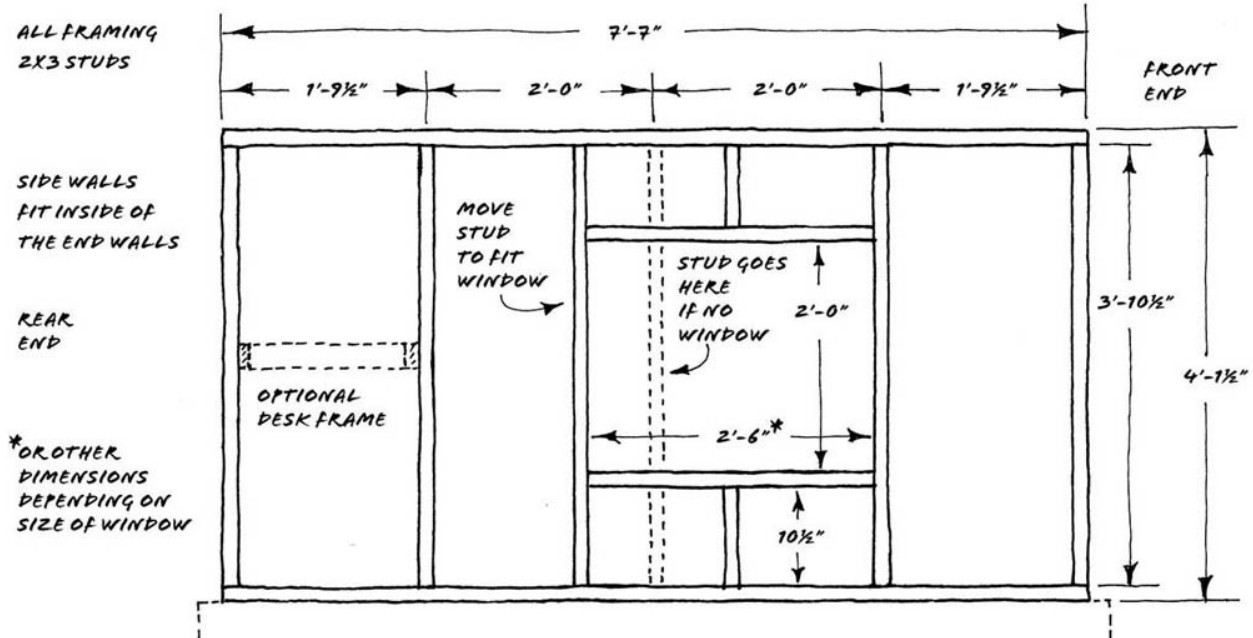 ALL FRAMING
2X3 STUDS
7'-7"
FRONT
END
1'-9½"
2'-0"
2'-0"
1'-9½"
SIDE WALLS
FIT INSIDE OF
THE END WALLS
MOVE
STUD
TO FIT
WINDOW
STUD GOES
HERE
IF NO
WINDOW
2'-0"
3'-10½"
4'-1½"
REAR
END
OPTIONAL
DESK FRAME
2'-6"*
*OR OTHER
DIMENSIONS
DEPENDING ON
SIZE OF WINDOW
10½"